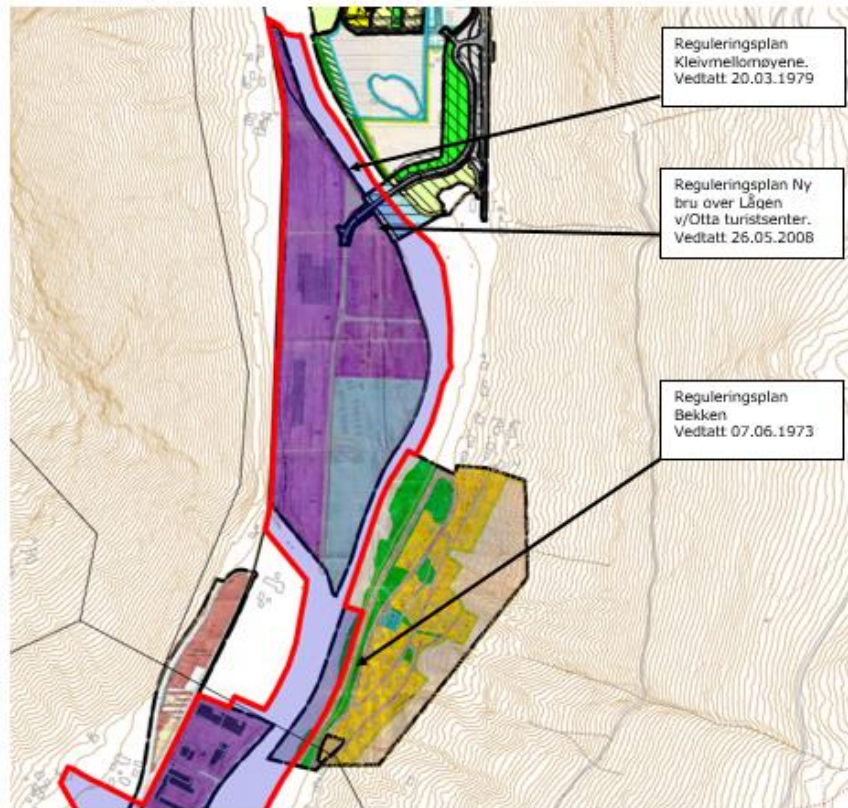 Reguleringsplan
Kleivmellomøyene.
Vedtatt 20.03.1979
Reguleringsplan Ny
bru over Lågen
v/Otta turistsenter.
Vedtatt 26.05.2008
Reguleringsplan
Bekken
Vedtatt 07.06.1973